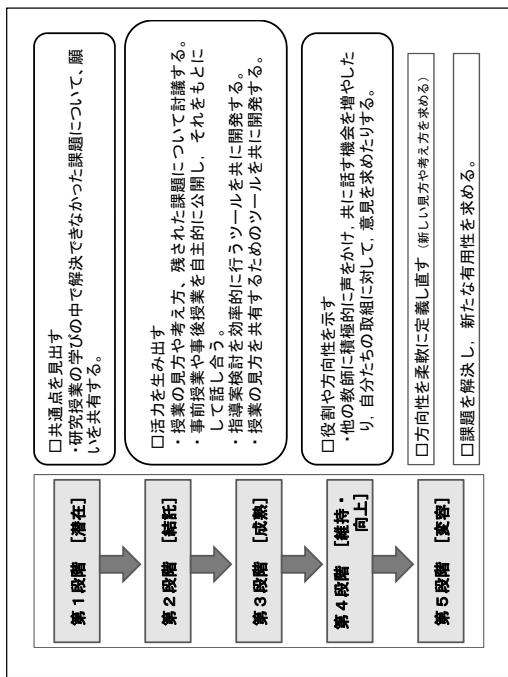 第１段階　[潜在]
第２段階　[結託]
第３段階　[成熟]
第４段階　[維持・
向上]
第５段階　[変容]
□共通点を見出す
・研究授業の学びの中で解決できなかった課題について、願
いを共有する。
□活力を生み出す
・授業の見方や考え方、残された課題について討議する。
・事前授業や事後授業を自主的に公開し，それをもとに
して話し合う。
・指導案検討を効率的に行うツールを共に開発する。
・授業の見方を共有するためのツールを共に開発する。
□役割や方向性を示す
・他の教師に積極的に声をかけ，共に話す機会を増やした
り，自分たちの取組に対して，意見を求めたりする。
□方向性を柔軟に定義し直す（新しい見方や考え方を求める）
□課題を解決し，新たな有用性を求める。